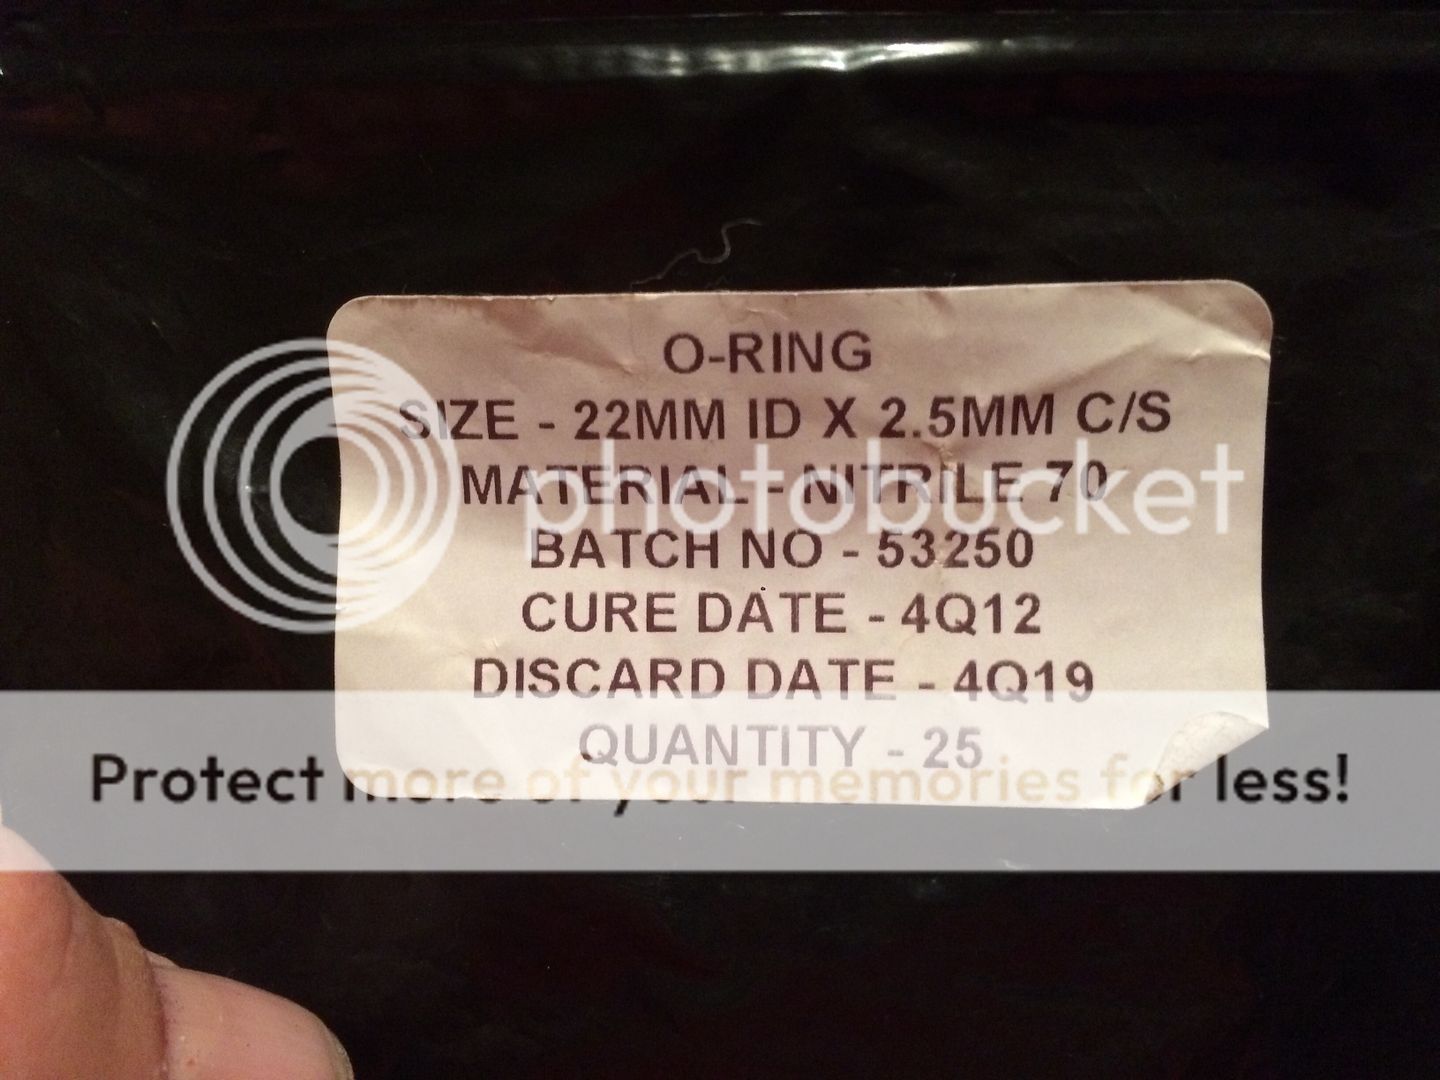 O-RING
SIZE - 22MM ID X 2.5MM C/S
MATERIAL - NITRILE 70
photobucket
BATCH NO - 53250
CURE DATE - 4Q12
DISCARD DATE - 4Q19
QUANTITY - 25
Protect more of your memories for less!